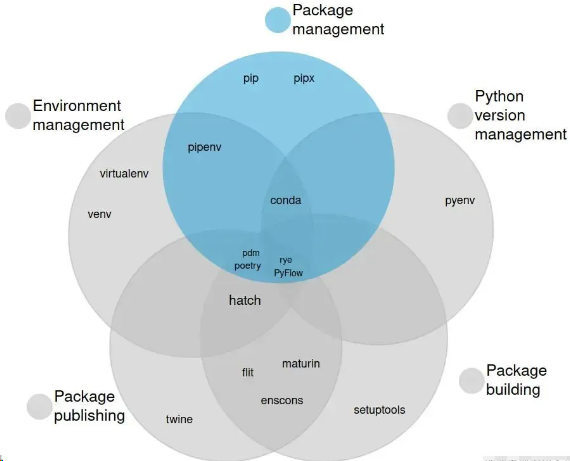 Package
management
pip
pipx
Environment
management
Python
version
management
pipenv
virtualenv
conda
venv
pyenv
pdm
poetry
rye
PyFlow
hatch
maturin
flit
enscons
Package
publishing
Package
building
twine
setuptools